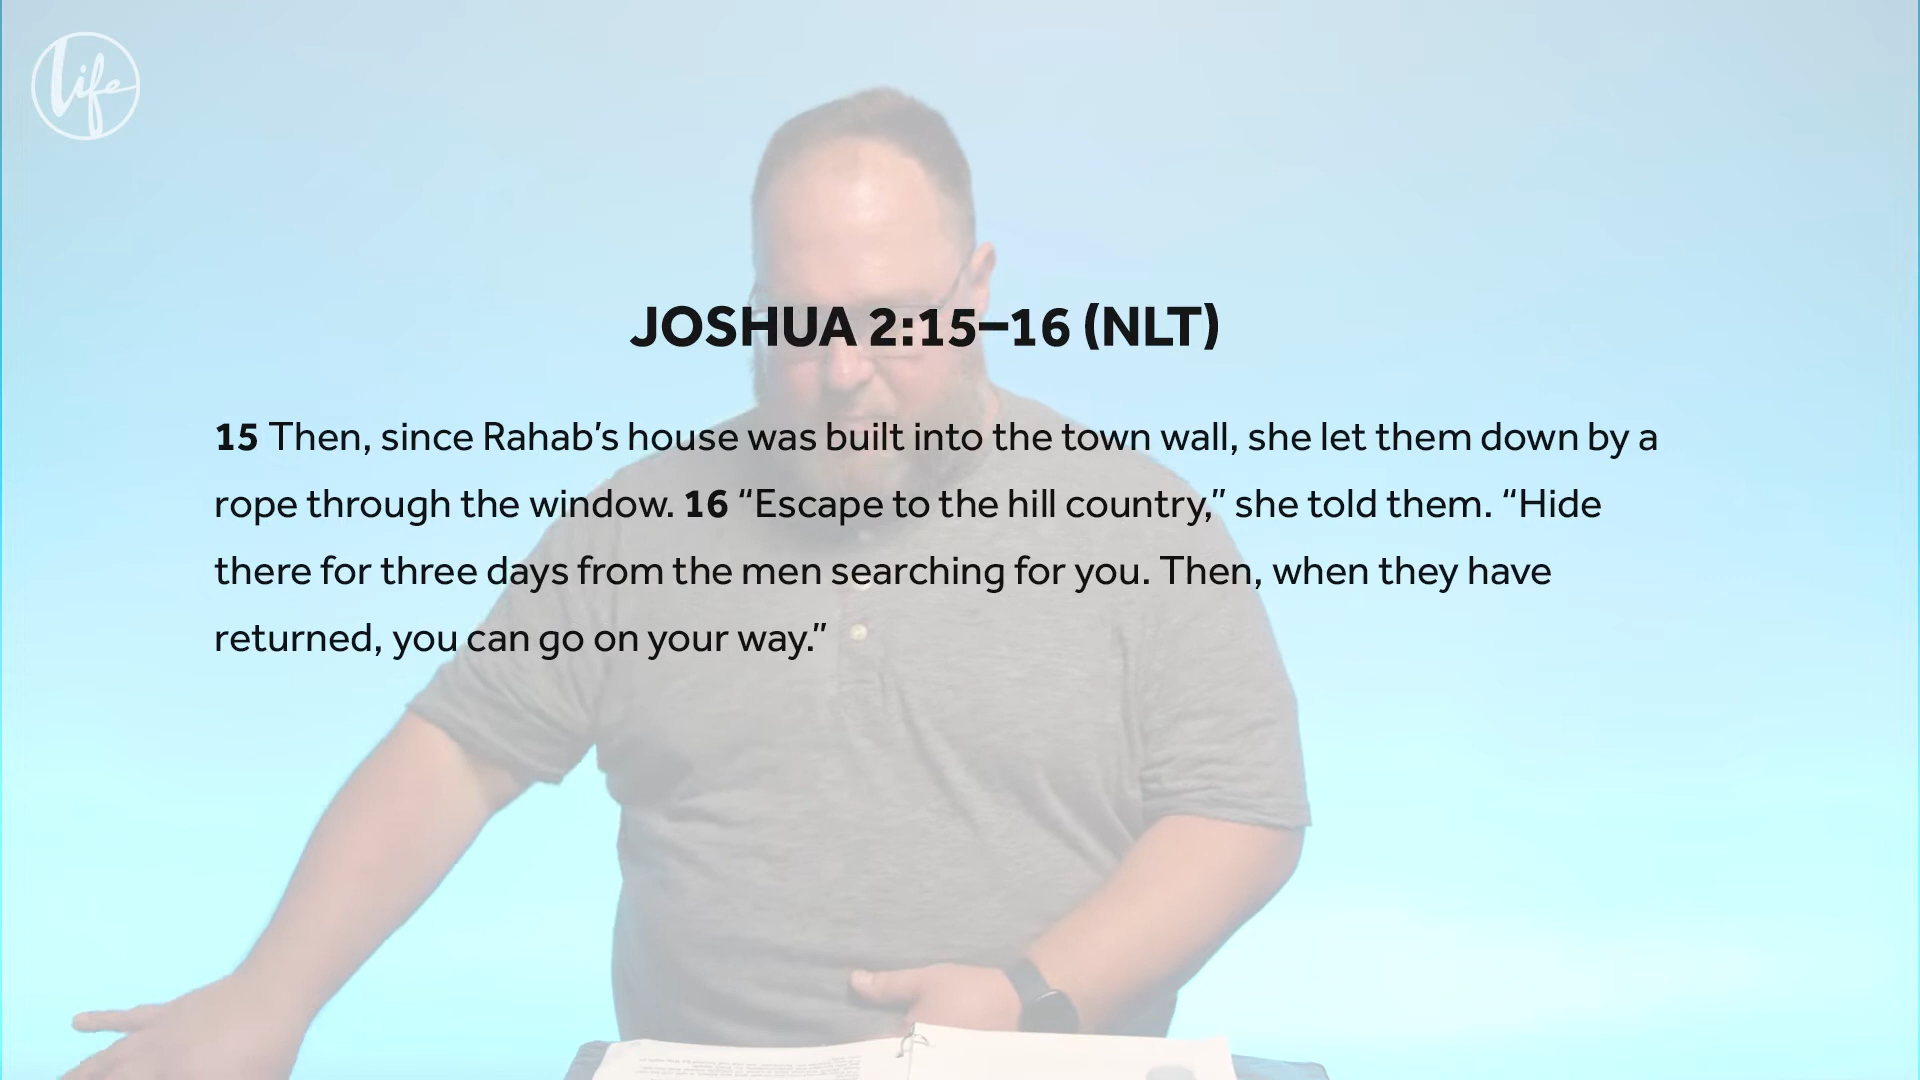 Life
JOSHUA 2:15–16 (NLT)
15 Then, since Rahab’s house was built into the town wall, she let them down by a
rope through the window. 16 “Escape to the hill country,” she told them. “Hide
there for three days from the men searching for you. Then, when they have
returned, you can go on your way.”